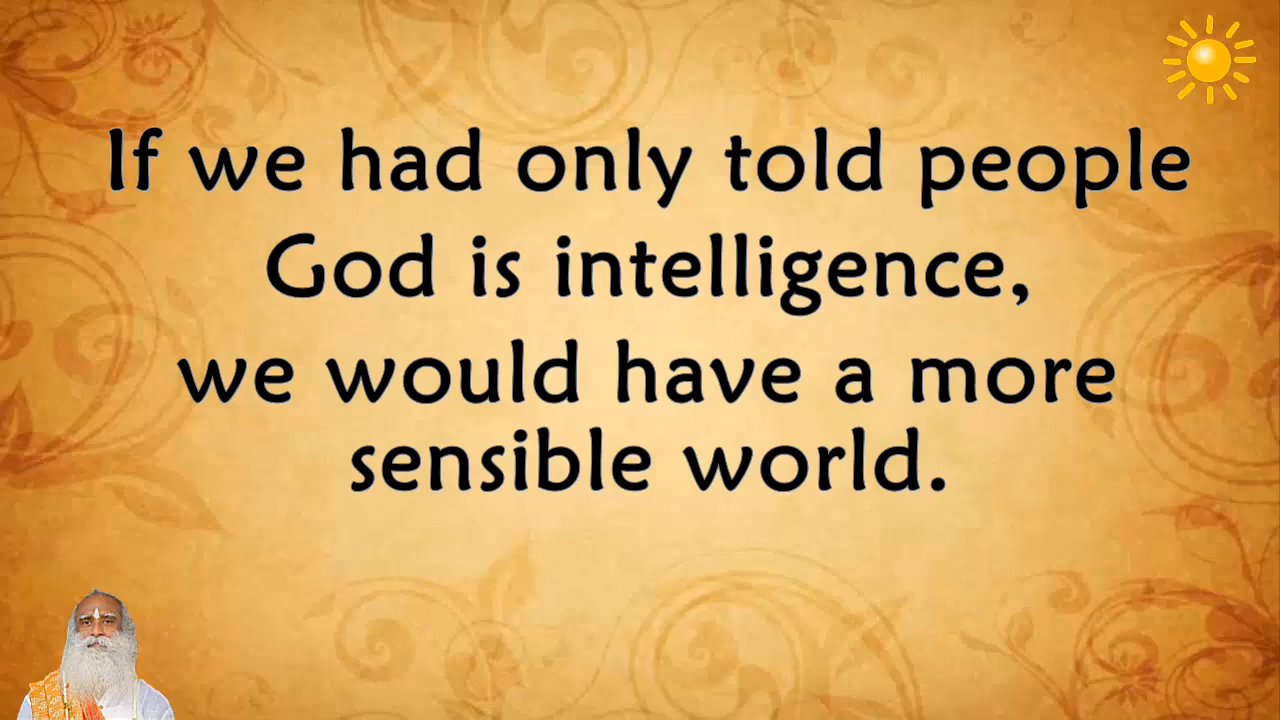 If we had only told people
God is intelligence,
we would have a more
sensible world.